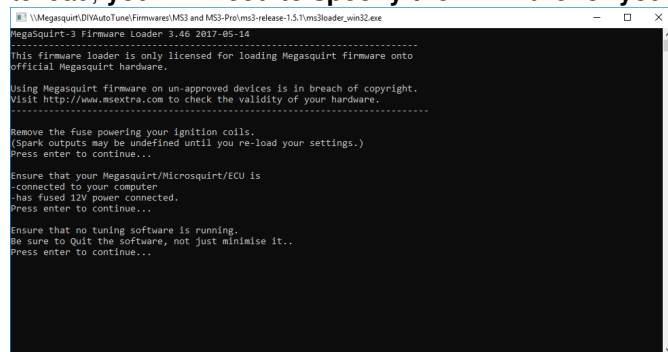 \\Megasquirt\DIYAutoTune\Firmwares\MS3 and MS3-Pro\ms3-release-1.5.1\ms3loader_win32.exe
MegaSquirt-3 Firmware Loader 3.46 2017-05-14
--------------------------------------------------------------------
This firmware loader is only licensed for loading Megasquirt firmware onto
official Megasquirt hardware.
Using Megasquirt firmware on un-approved devices is in breach of copyright.
Visit http://www.msextra.com to check the validity of your hardware.
----------------------------------------------------------------------
Remove the fuse powering your ignition coils.
(Spark outputs may be undefined until you re-load your settings.)
Press enter to continue...
Ensure that your Megasquirt/Microsquirt/ECU is
-connected to your computer
-has fused 12V power connected.
Press enter to continue...
Ensure that no tuning software is running.
Be sure to Quit the software, not just minimise it..
Press enter to continue...